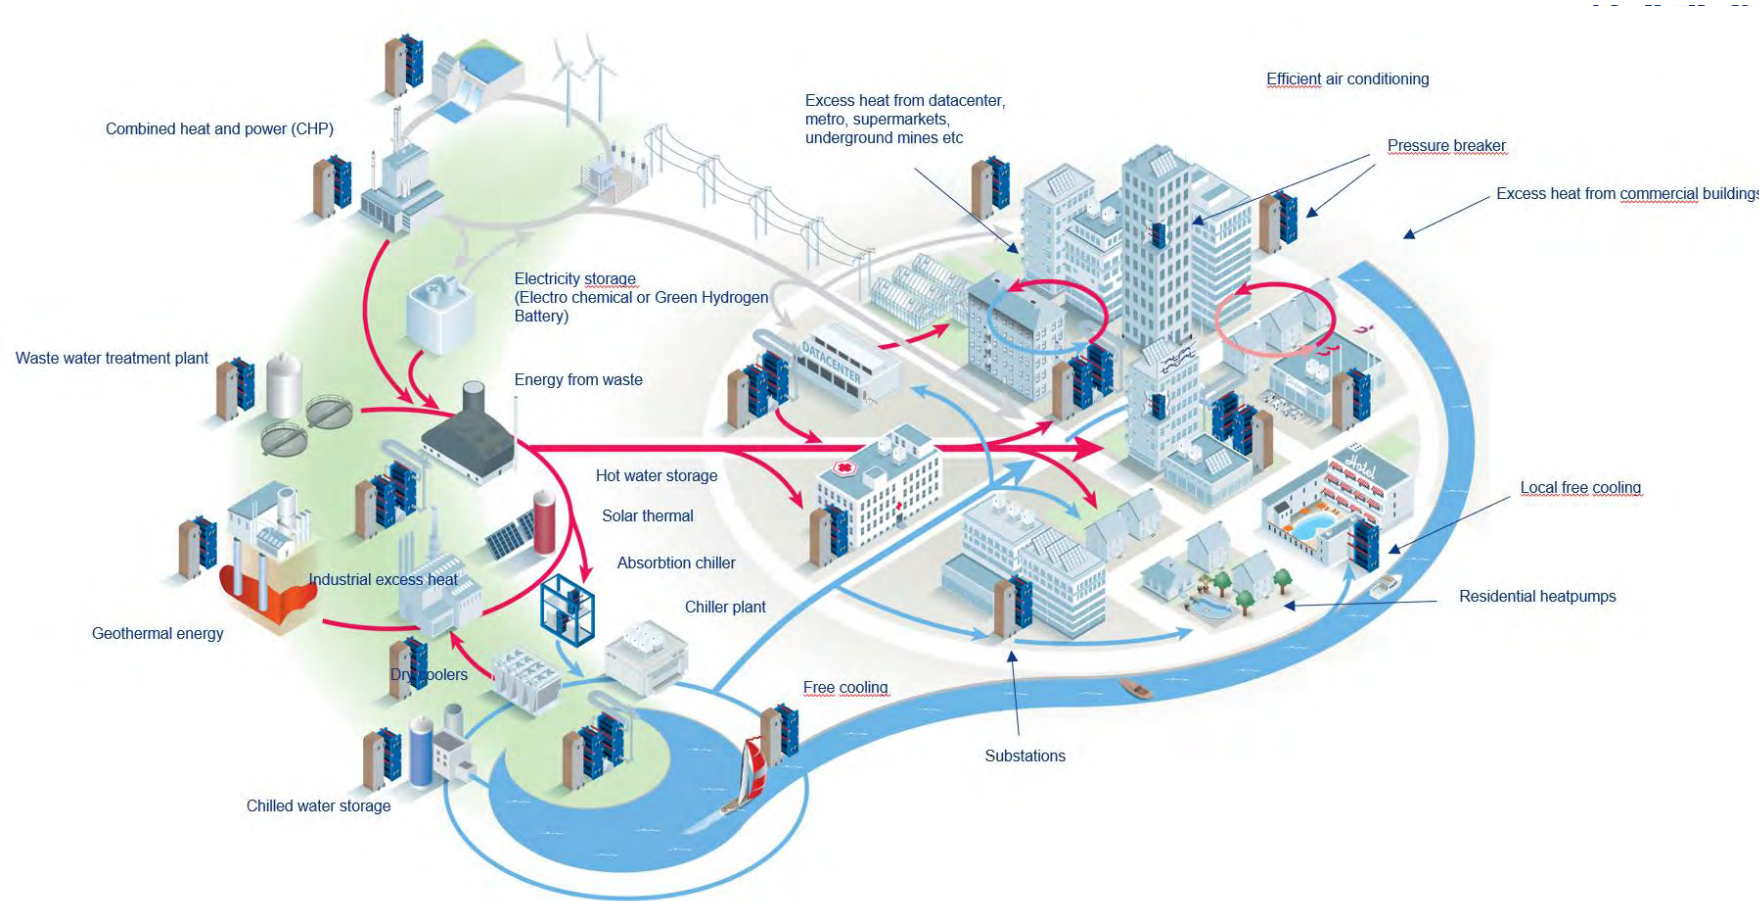 Efficient air conditioning
Excess heat from datacenter,
metro, supermarkets,
underground mines etc
Combined heat and power (CHP)
Pressure breaker
Excess heat from commercial buildings
Electricity storage
(Electro chemical or Green Hydrogen
Battery)
Waste water treatment plant
DATACENTER
Energy from waste
Hotel
Hot water storage
Local free cooling
Solar thermal
Absorbtion chiller
Industrial excess heat
Residential heatpumps
Chiller plant
Geothermal energy
Dry coolers
Free cooling
Substations
Chilled water storage